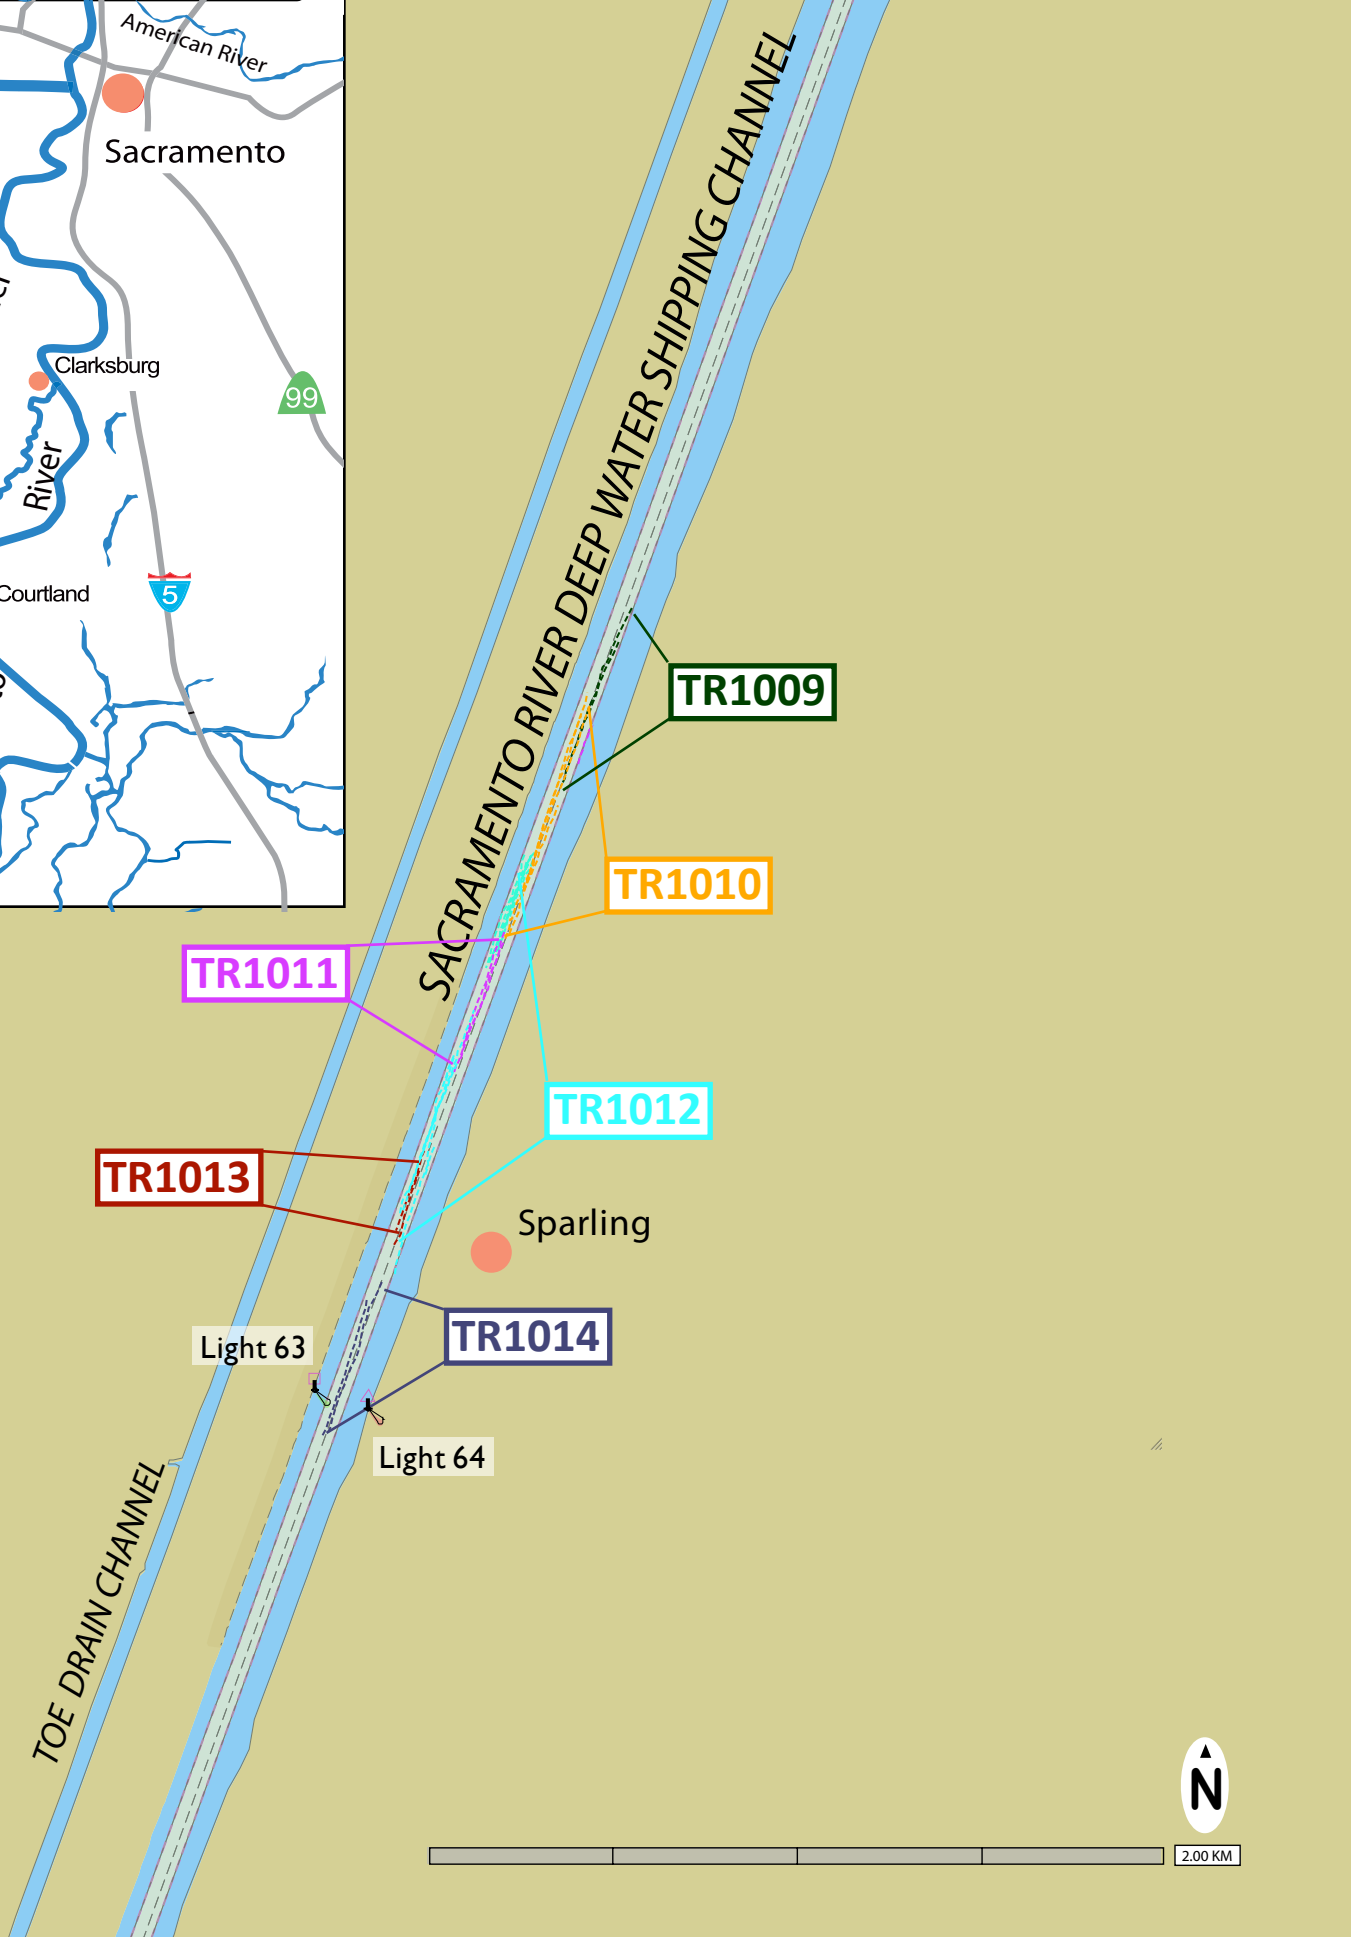 American River
Sacramento
Clarksburg
99
River
Courtland
5
SACRAMENTO RIVER DEEP WATER SHIPPING CHANNEL
TR1009
TR1010
TR1011
TR1012
TR1013
Sparling
TR1014
Light 63
Light 64
TOE DRAIN CHANNEL
N
2.00 KM